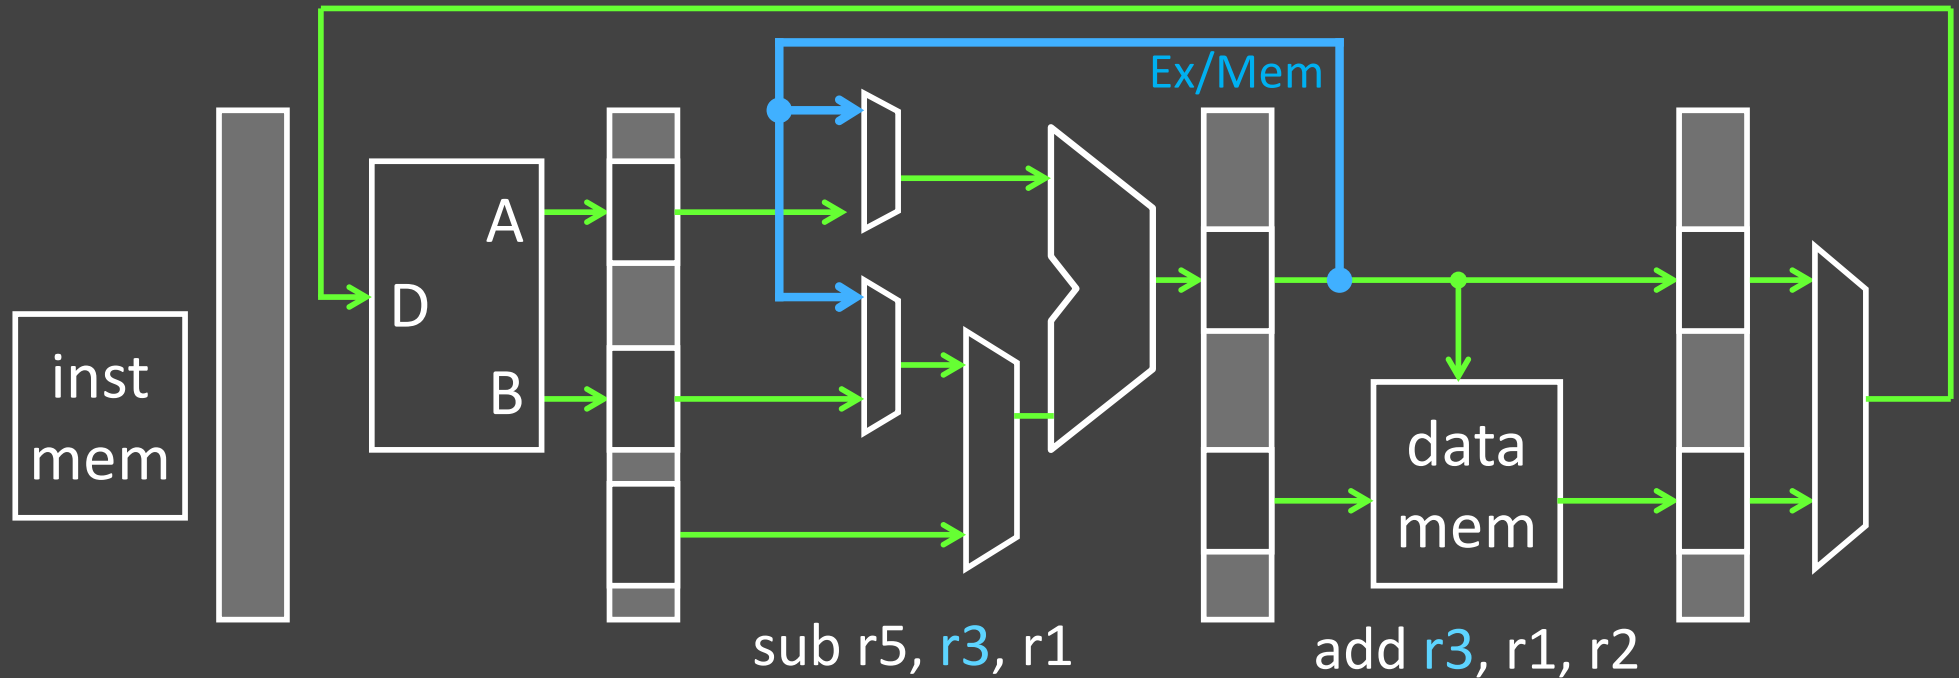 Ex/Mem
A
D
B
inst
mem
data
mem
sub r5, r3, r1
add r3, r1, r2